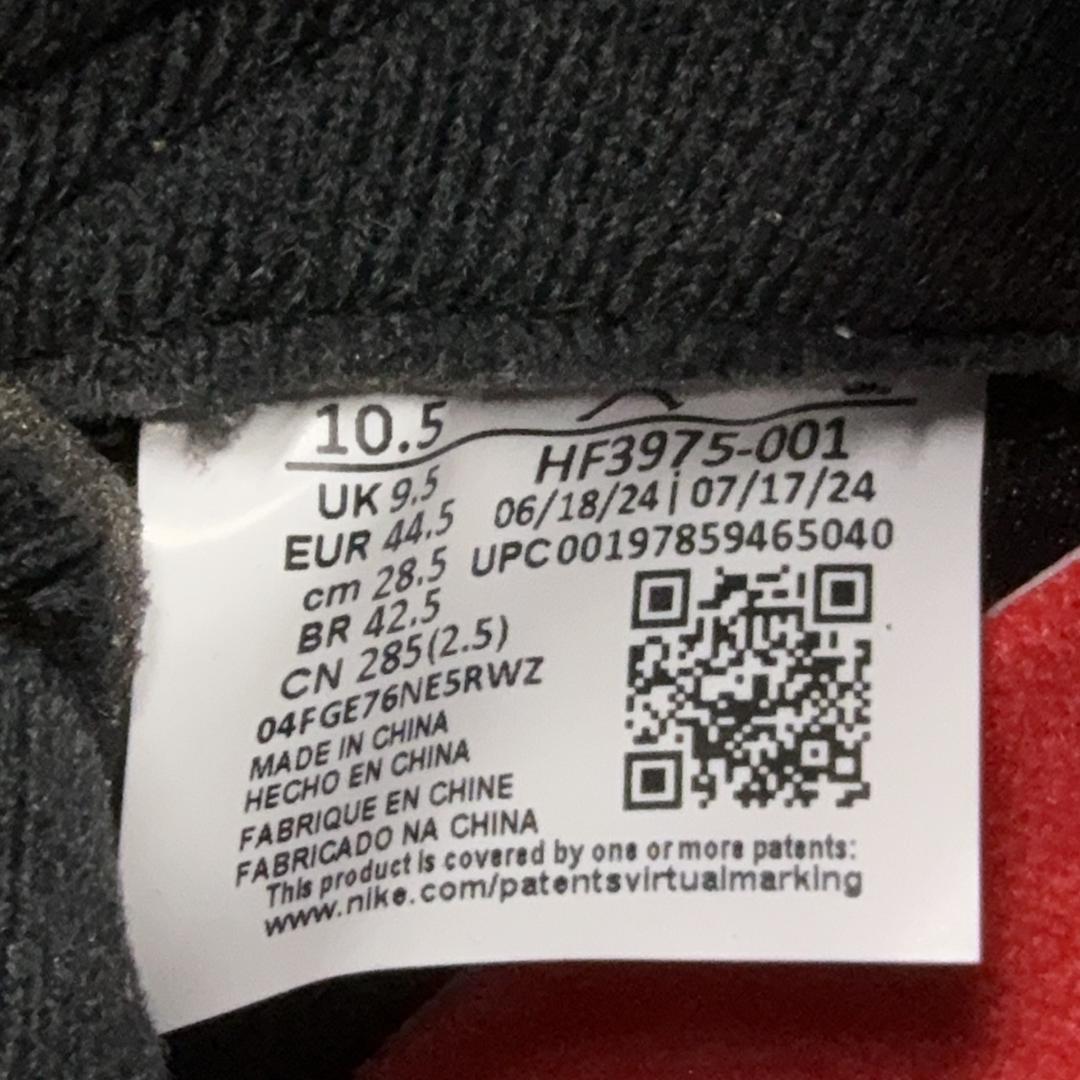 10.5
UK 9.5
EUR 44.5
cm 28.5
BR 42.5
CN 285(2.5)
04FGE76NE5RWZ
HF3975-001
06/18/24 | 07/17/24
UPC00197859465040
MADE IN CHINA
HECHO EN CHINA
FABRIQUE EN CHINE
FABRICADO NA CHINA
This product is covered by one or more patents:
www.nike.com/patentsvirtualmarking